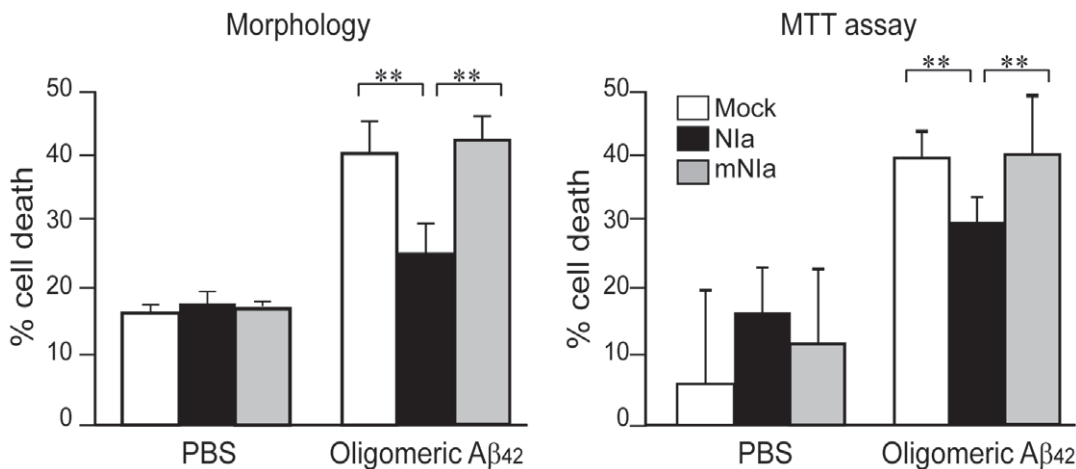 Morphology
** **
% cell death
50
40
30
20
10
0
PBS Oligomeric Aβ42
MTT assay
** **
% cell death
50
40
30
20
10
0
Mock
NIa
mNIa
PBS Oligomeric Aβ42